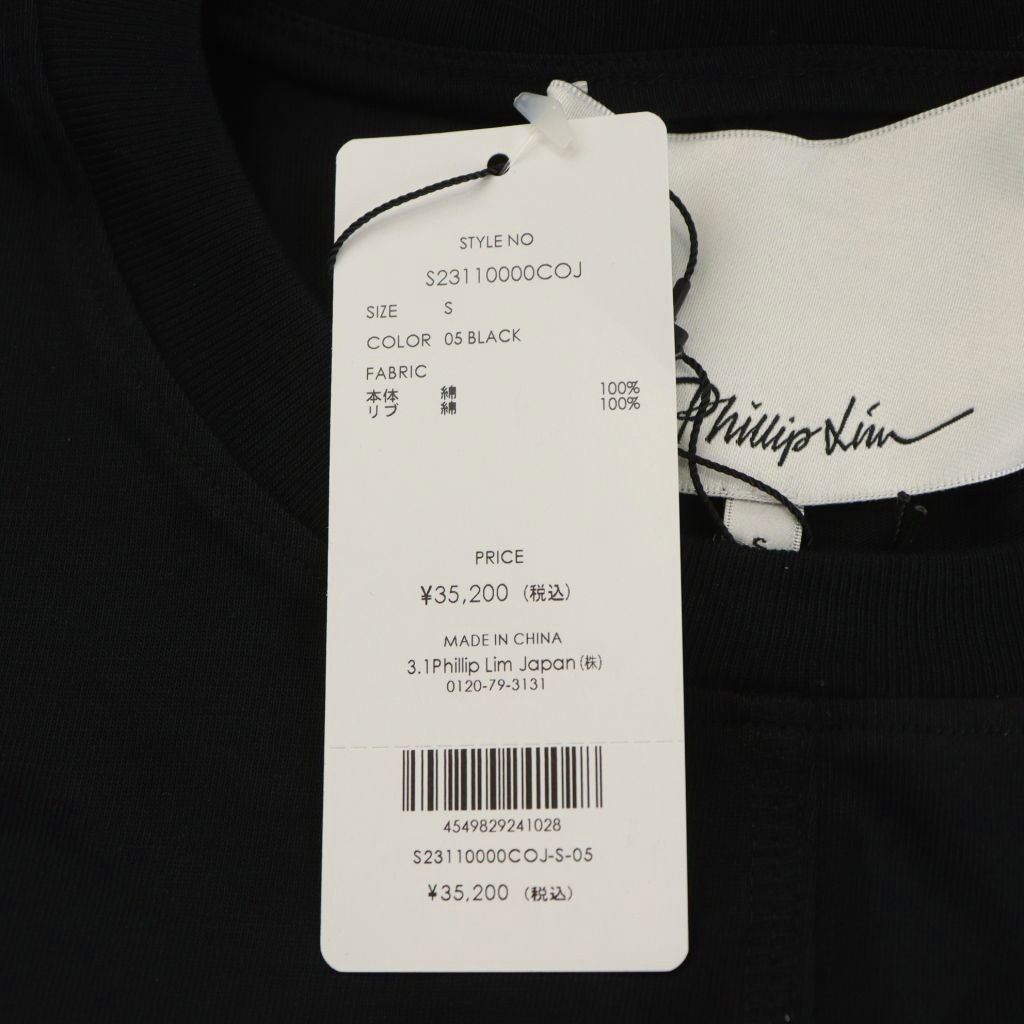 STYLE NO
S23110000COJ
SIZE S
COLOR 05 BLACK
FABRIC
本体 綿 100%
リブ 綿 100%
Phillip Lim
S
PRICE
¥35,200 (税込)
MADE IN CHINA
3.1Phillip Lim Japan(株)
0120-79-3131
4549829241028
S23110000COJ-S-05
¥35,200 (税込)